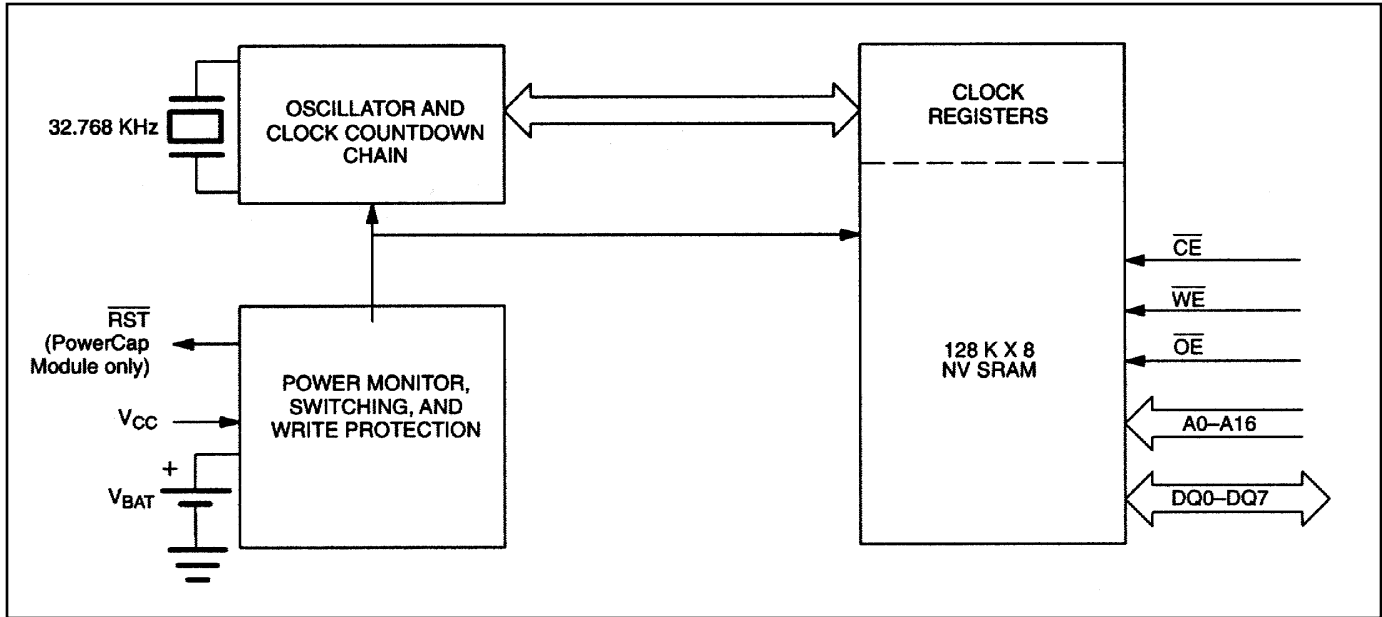 32.768 KHz
OSCILLATOR AND
CLOCK COUNTDOWN
CHAIN
CLOCK
REGISTERS
RST
(PowerCap
Module only)
VCC
+
VBAT
POWER MONITOR,
SWITCHING, AND
WRITE PROTECTION
128 K X 8
NV SRAM
CE
WE
OE
A0–A16
DQ0–DQ7